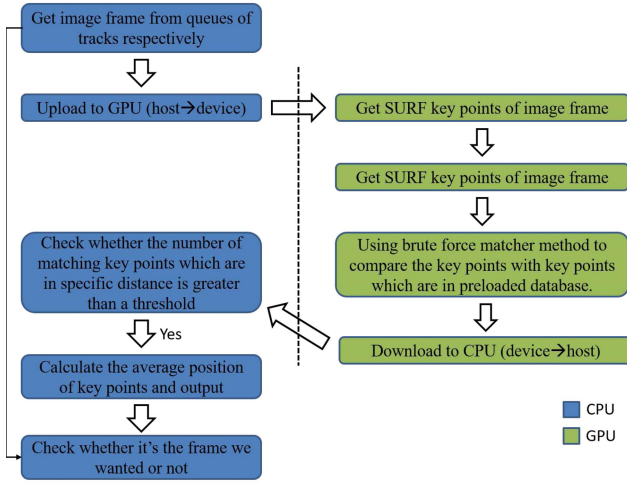 Get image frame from queues of
tracks respectively
Upload to GPU (host→device)
Get SURF key points of image frame
Get SURF key points of image frame
Using brute force matcher method to
compare the key points with key points
which are in preloaded database.
Download to CPU (device→host)
Check whether the number of
matching key points which are
in specific distance is greater
than a threshold
Yes
Calculate the average position
of key points and output
Check whether it's the frame we
wanted or not
CPU
GPU